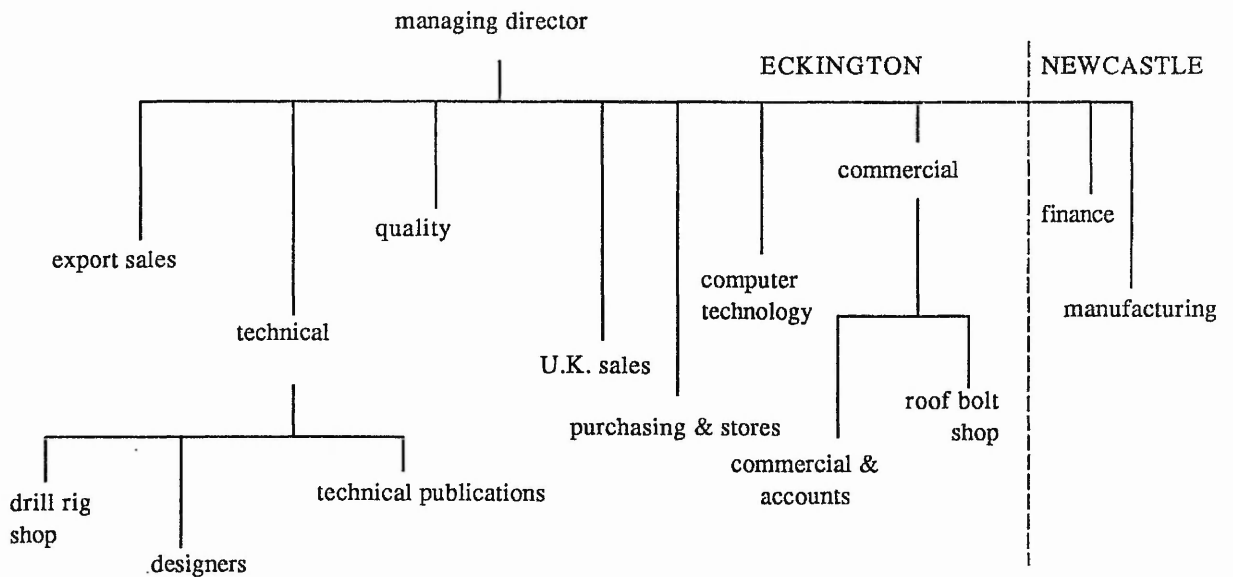 managing director
ECKINGTON
NEWCASTLE
commercial
finance
quality
export sales
computer
technology
manufacturing
technical
U.K. sales
roof bolt
shop
purchasing & stores
commercial &
accounts
technical publications
drill rig
shop
designers